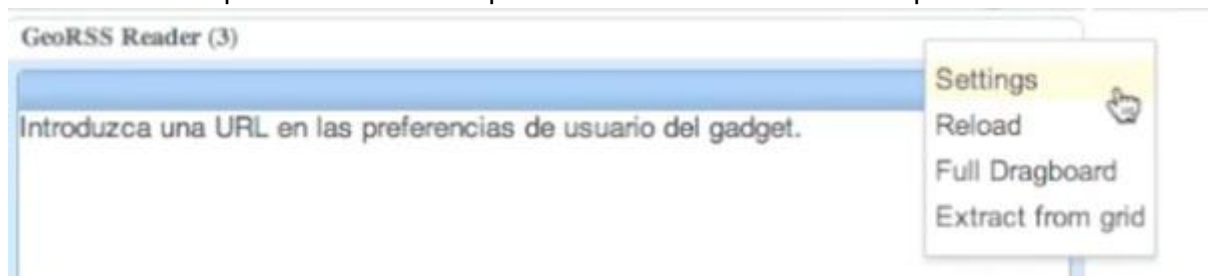 GeoRSS Reader (3)
Introduzca una URL en las preferencias de usuario del gadget.
Settings
Reload
Full Dragboard
Extract from grid